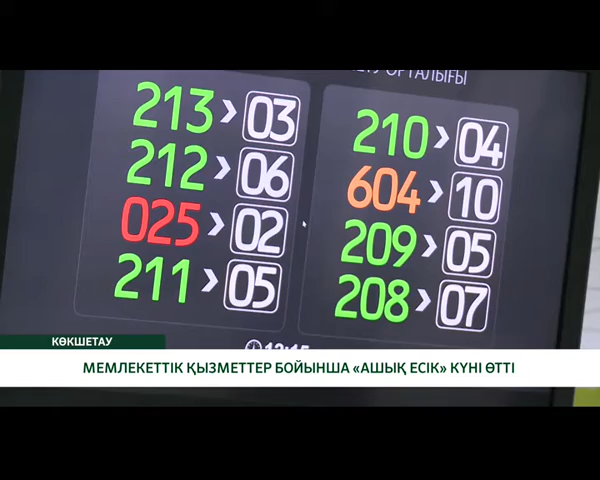 ОРТАЛЫҒЫ
213 > 03
212 > 06
025 > 02
211 > 05
210 > 04
604 > 10
209 > 05
208 > 07
КӨКШЕТАУ
МЕМЛЕКЕТТІК ҚЫЗМЕТТЕР БОЙЫНША «АШЫҚ ЕСІК» КҮНІ ӨТТІ